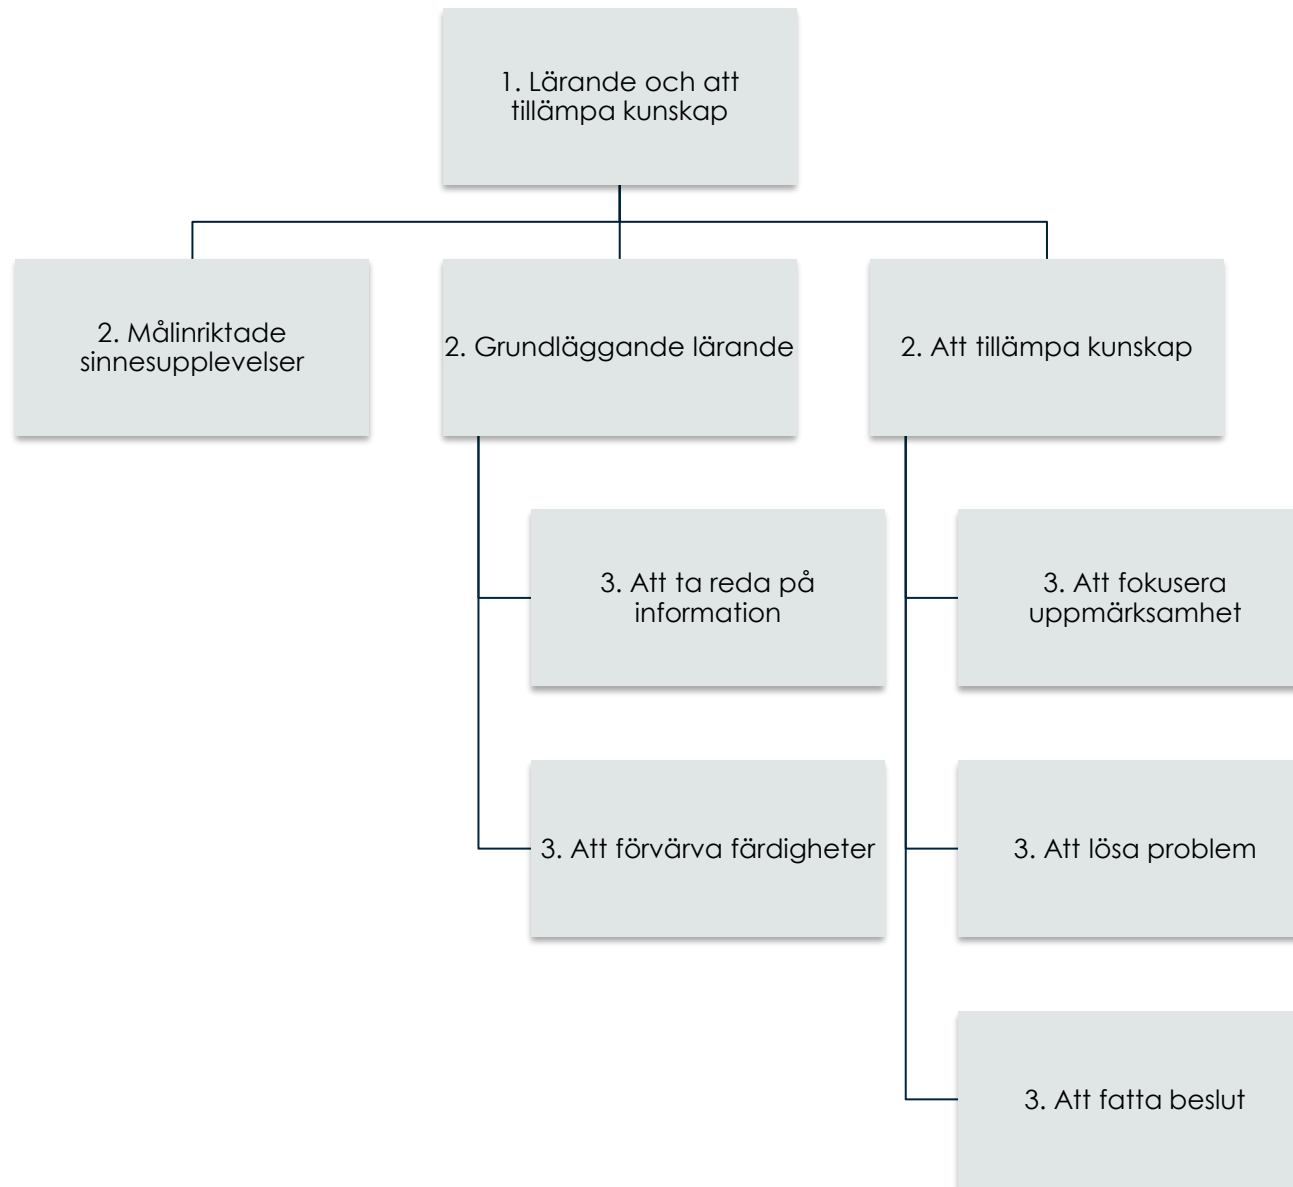 1. Lärande och att
tillämpa kunskap
2. Målinriktade
sinnesupplevelser
2. Grundläggande lärande
2. Att tillämpa kunskap
3. Att ta reda på
information
3. Att fokusera
uppmärksamhet
3. Att förvärva färdigheter
3. Att lösa problem
3. Att fatta beslut